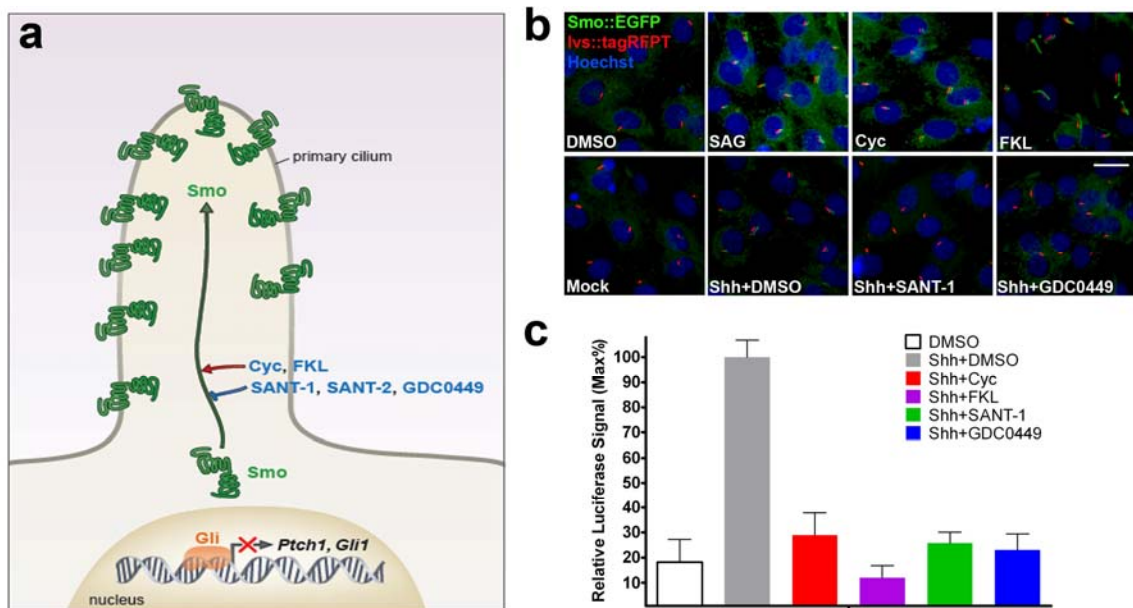 a
primary cilium
Smo
Cyc, FKL
SANT-1, SANT-2, GDC0449
Smo
Gli
Ptch1, Gli1
nucleus
b
Smo::EGFP
Ivs::tagRFPT
Hoechst
DMSO
SAG
Cyc
FKL
Mock
Shh+DMSO
Shh+SANT-1
Shh+GDC0449
c
Relative Luciferase Signal (Max%)
100
90
80
70
60
50
40
30
20
10
DMSO
Shh+DMSO
Shh+Cyc
Shh+FKL
Shh+SANT-1
Shh+GDC0449